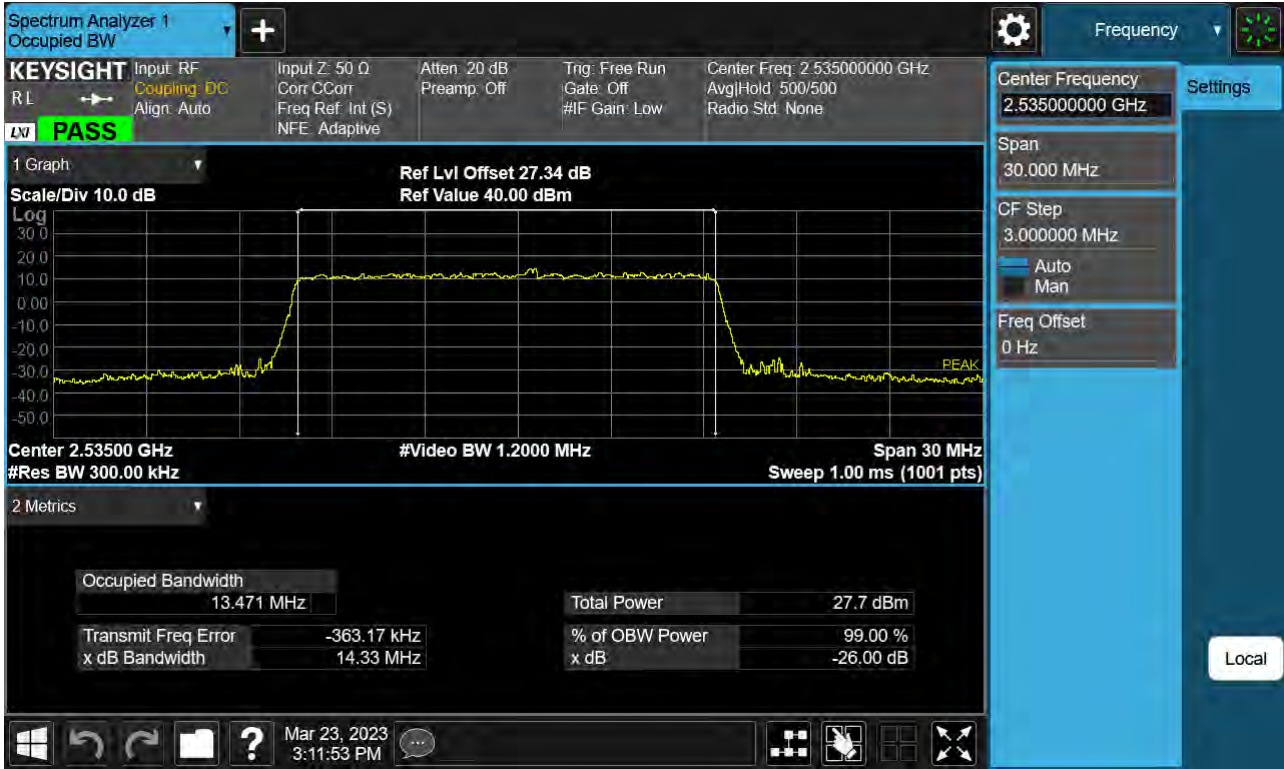 Spectrum Analyzer 1
Occupied BW
Frequency
KEYSIGHT
RL
LXI
PASS
Input: RF
Coupling: DC
Align: Auto
Input Z: 50 Ω
Corr CCorr
Freq Ref: Int (S)
NFE: Adaptive
Atten: 20 dB
Preamp: Off
Trig: Free Run
Gate: Off
#IF Gain: Low
Center Freq: 2.535000000 GHz
Avg|Hold: 500/500
Radio Std: None
Center Frequency
2.535000000 GHz
Settings
Span
30.000 MHz
CF Step
3.000000 MHz
Auto
Man
Freq Offset
0 Hz
Local
1 Graph
Scale/Div 10.0 dB
Ref Lvl Offset 27.34 dB
Ref Value 40.00 dBm
Log
30.0
20.0
10.0
0.00
-10.0
-20.0
-30.0
-40.0
-50.0
PEAK
Center 2.53500 GHz
#Video BW 1.2000 MHz
Span 30 MHz
#Res BW 300.00 kHz
Sweep 1.00 ms (1001 pts)
2 Metrics
Occupied Bandwidth
13.471 MHz
Total Power 27.7 dBm
Transmit Freq Error -363.17 kHz
% of OBW Power 99.00 %
x dB Bandwidth 14.33 MHz
x dB -26.00 dB
?
Mar 23, 2023
3:11:53 PM